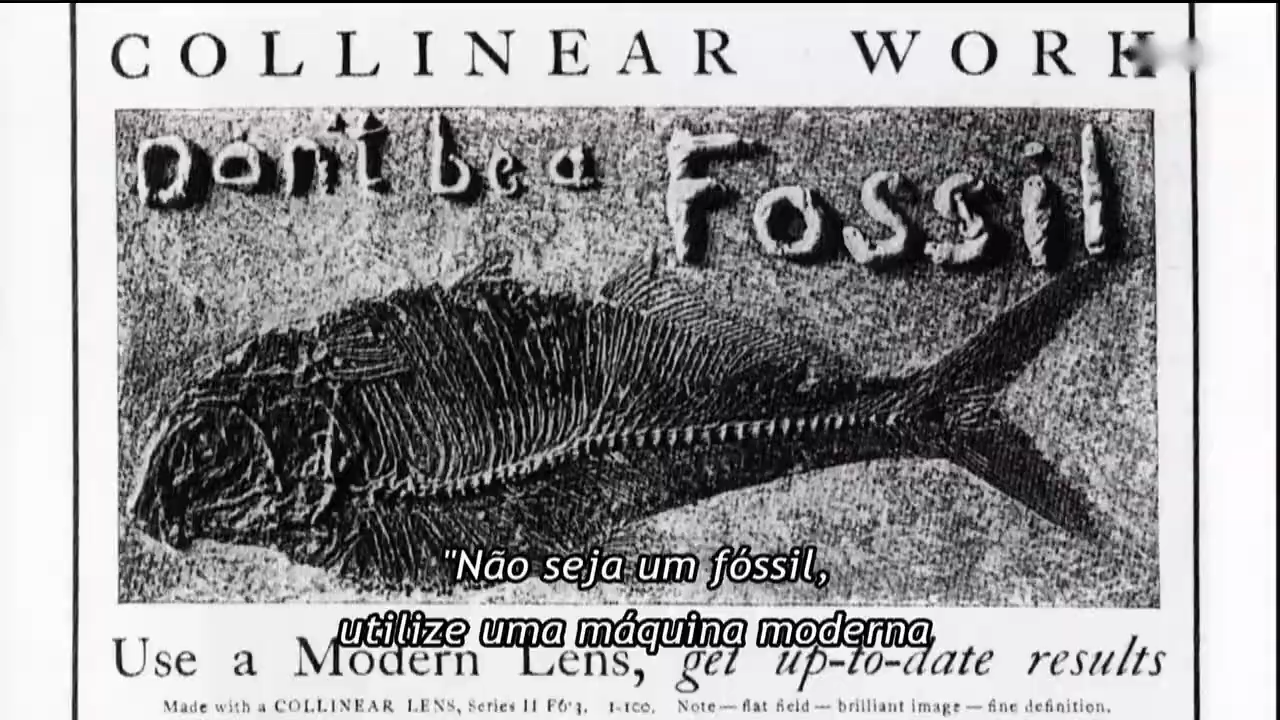 COLLINEAR WORK
Don't be a Fossil
"Não seja um fóssil,
utilize uma máquina moderna
Use a Modern Lens, get up-to-date results
Made with a COLLINEAR LENS, Series II F6·3. 1-100. Note — flat field — brilliant image — fine definition.